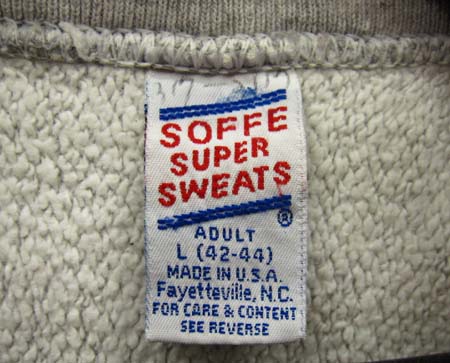 SOFFE
SUPER
SWEATS
®
ADULT
L (42-44)
MADE IN U.S.A.
Fayetteville, N.C.
FOR CARE & CONTENT
SEE REVERSE